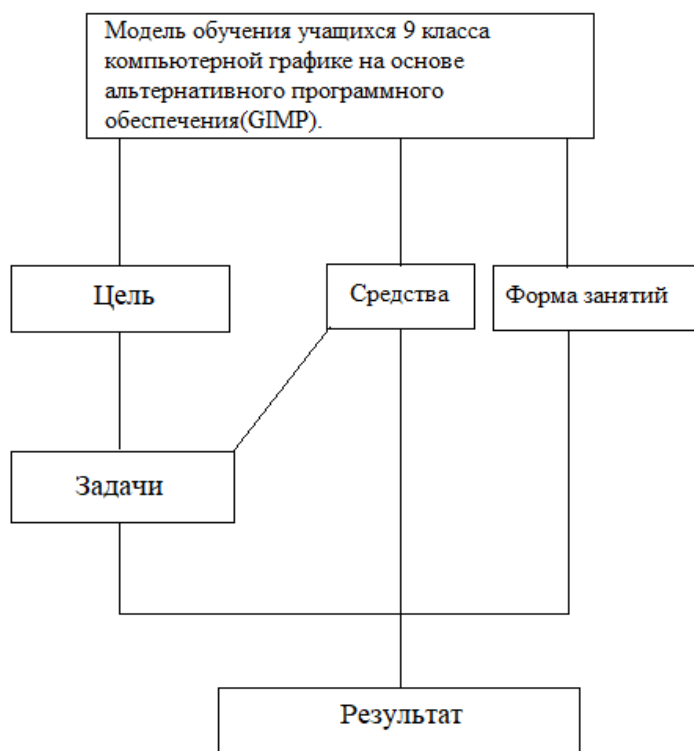 Модель обучения учащихся 9 класса
компьютерной графике на основе
альтернативного программного
обеспечения(GIMP).
Цель
Средства
Форма занятий
Задачи
Результат